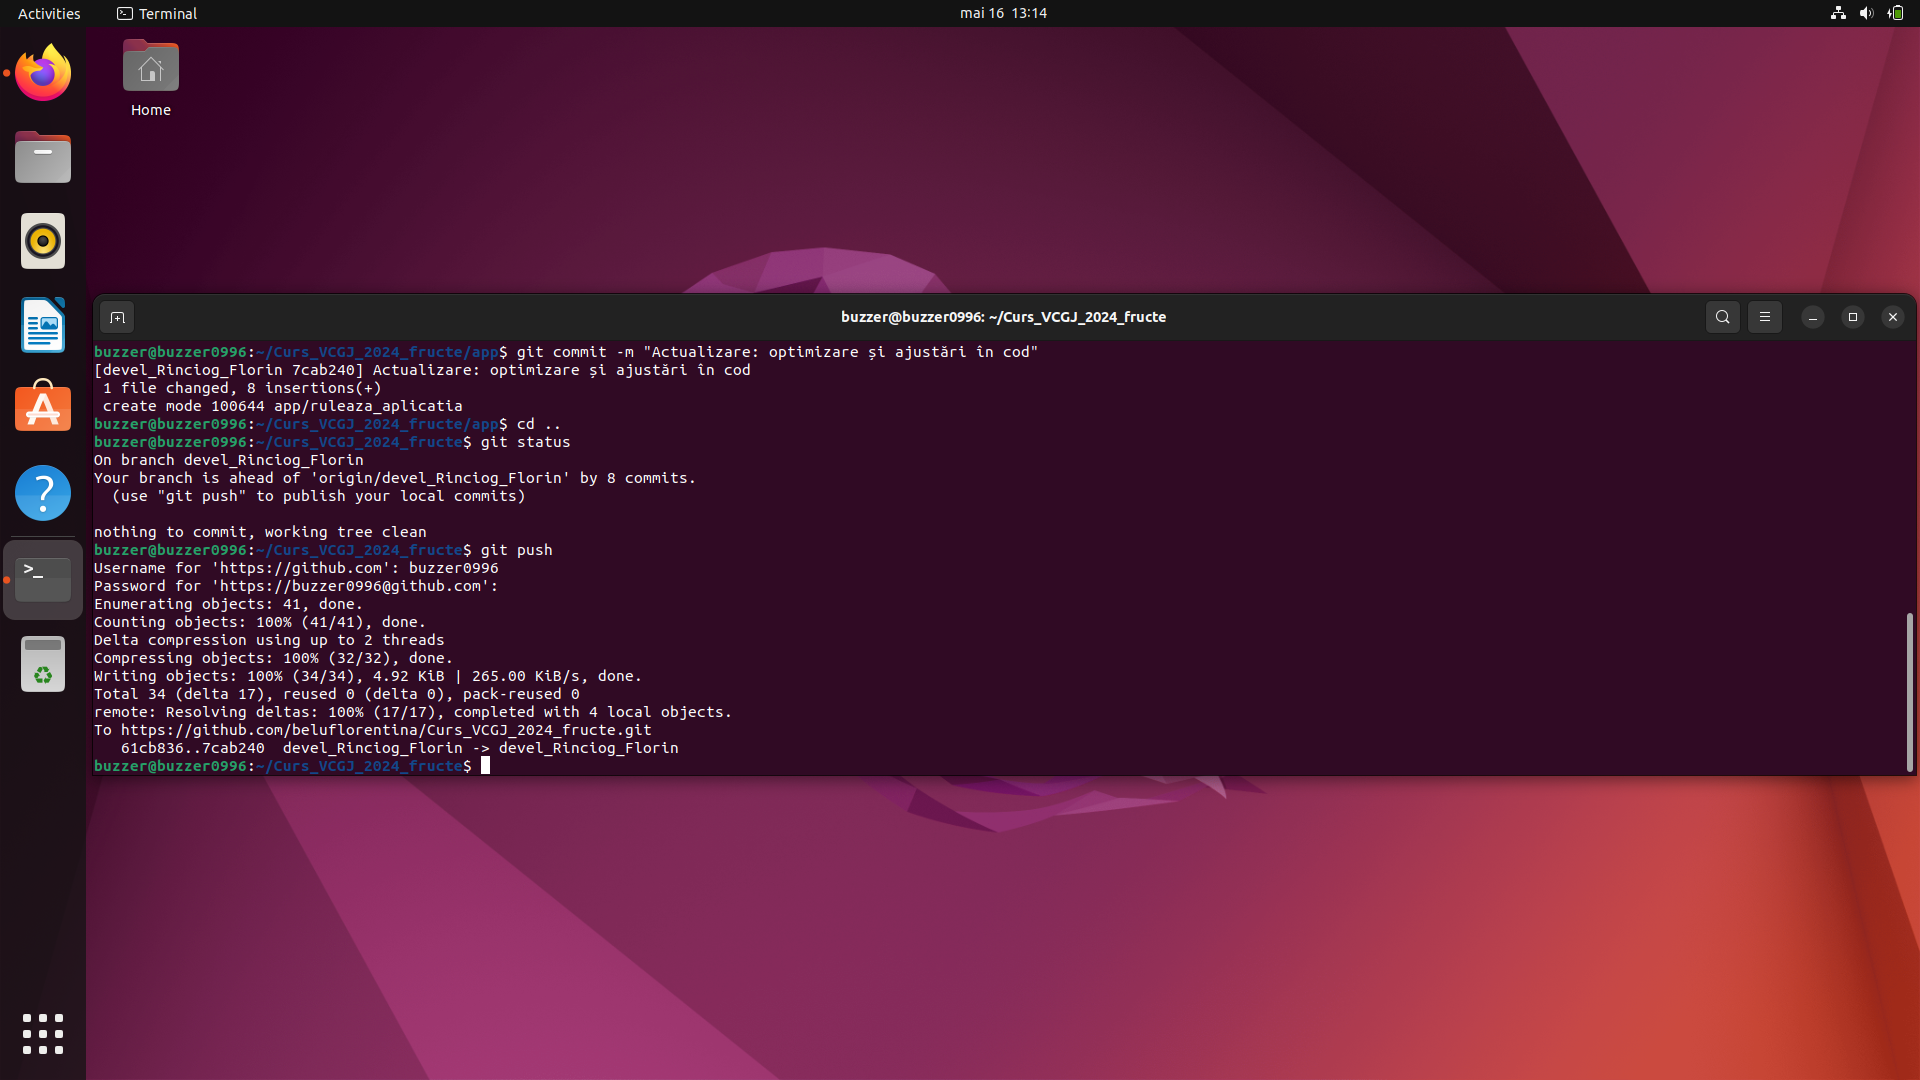 Activities
Terminal
mai 16 13:14
Home
buzzer@buzzer0996: ~/Curs_VCGJ_2024_fructe
buzzer@buzzer0996:~/Curs_VCGJ_2024_fructe/app$ git commit -m "Actualizare: optimizare și ajustări în cod"
[devel_Rinciog_Florin 7cab240] Actualizare: optimizare și ajustări în cod
 1 file changed, 8 insertions(+)
 create mode 100644 app/ruleaza_aplicatia
buzzer@buzzer0996:~/Curs_VCGJ_2024_fructe/app$ cd ..
buzzer@buzzer0996:~/Curs_VCGJ_2024_fructe$ git status
On branch devel_Rinciog_Florin
Your branch is ahead of 'origin/devel_Rinciog_Florin' by 8 commits.
  (use "git push" to publish your local commits)
nothing to commit, working tree clean
buzzer@buzzer0996:~/Curs_VCGJ_2024_fructe$ git push
Username for 'https://github.com': buzzer0996
Password for 'https://buzzer0996@github.com':
Enumerating objects: 41, done.
Counting objects: 100% (41/41), done.
Delta compression using up to 2 threads
Compressing objects: 100% (32/32), done.
Writing objects: 100% (34/34), 4.92 KiB | 265.00 KiB/s, done.
Total 34 (delta 17), reused 0 (delta 0), pack-reused 0
remote: Resolving deltas: 100% (17/17), completed with 4 local objects.
To https://github.com/beluflorentina/Curs_VCGJ_2024_fructe.git
   61cb836..7cab240  devel_Rinciog_Florin -> devel_Rinciog_Florin
buzzer@buzzer0996:~/Curs_VCGJ_2024_fructe$